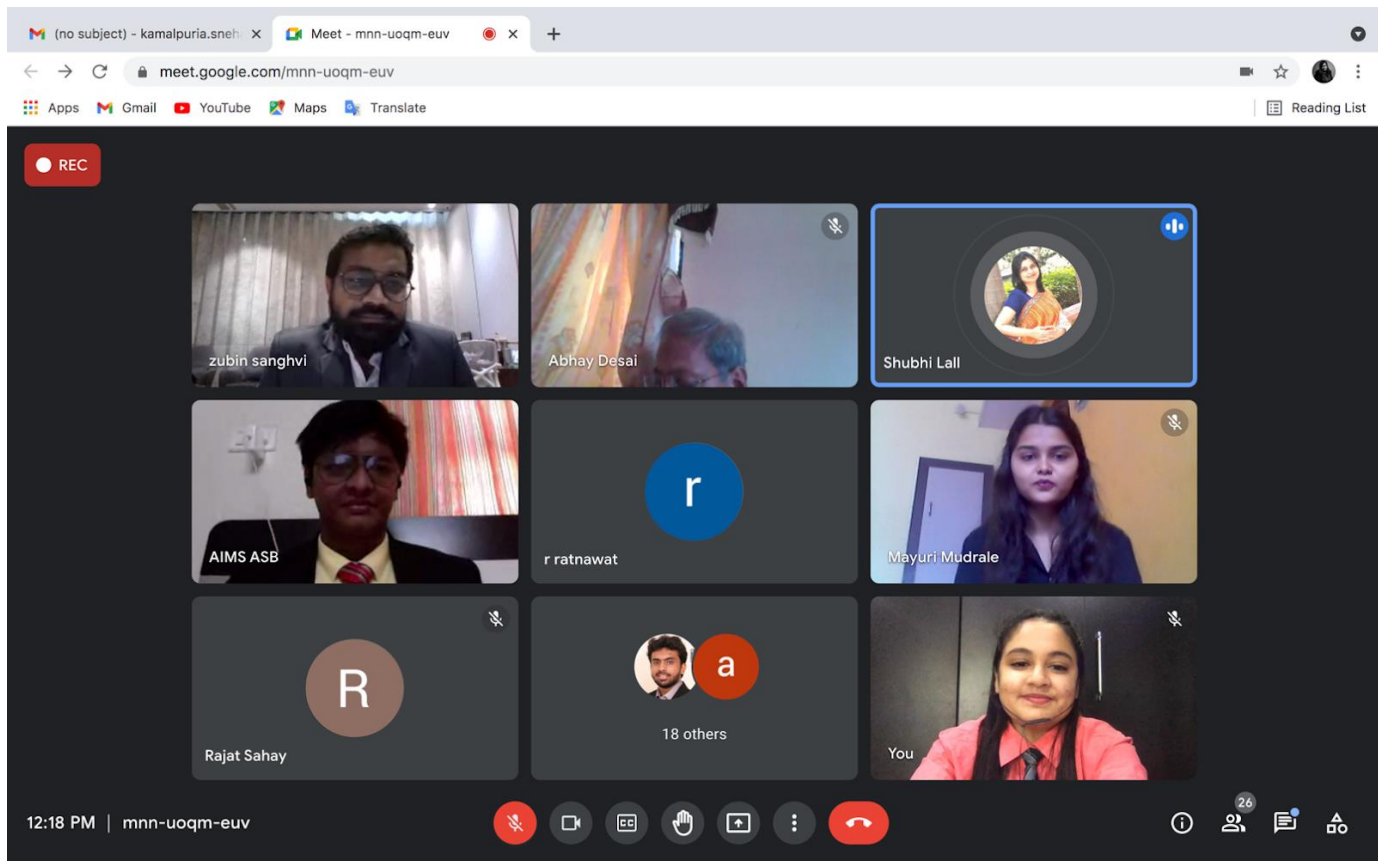 (no subject) - kamalpuria.sneh
Meet - mnn-uoqm-euv
meet.google.com/mnn-uoqm-euv
Apps Gmail YouTube Maps Translate Reading List
REC
zubin sanghvi
Abhay Desai
Shubhi Lall
AIMS ASB
r
r ratnawat
Mayuri Mudrale
R
Rajat Sahay
a
18 others
You
12:18 PM | mnn-uoqm-euv
CC
26